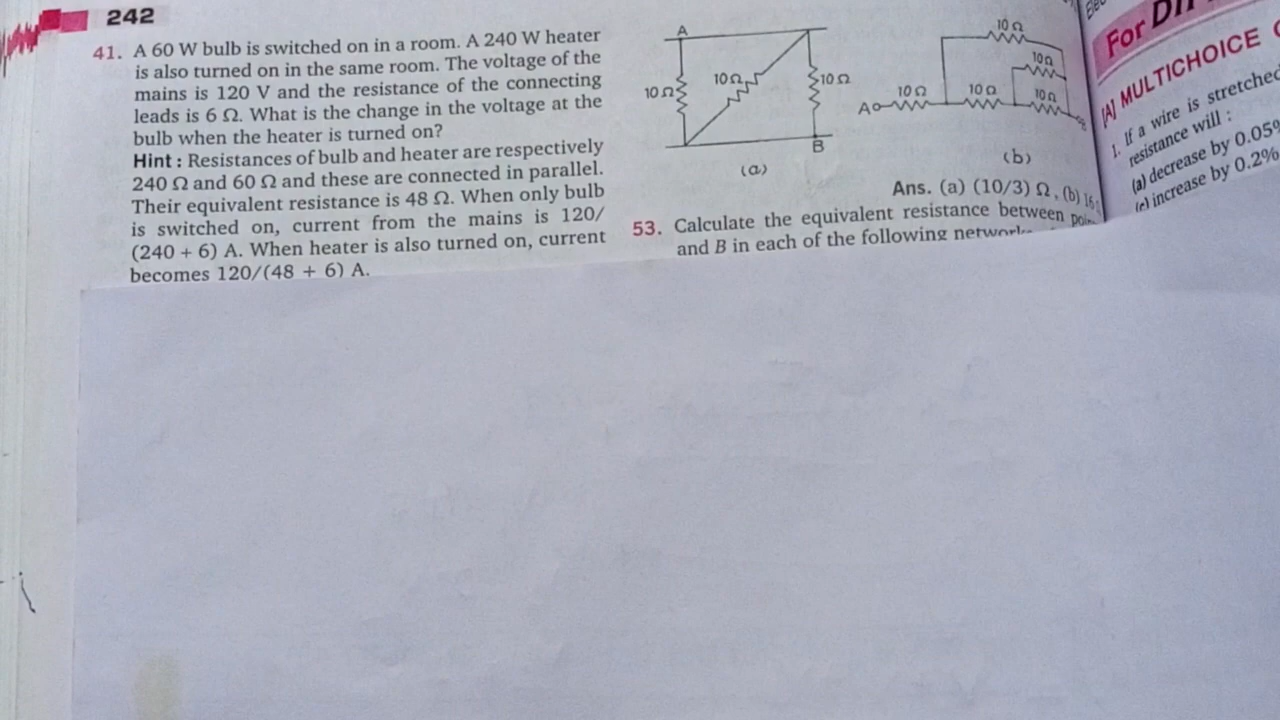 242
41. A 60 W bulb is switched on in a room. A 240 W heater
is also turned on in the same room. The voltage of the
mains is 120 V and the resistance of the connecting
leads is 6 Ω. What is the change in the voltage at the
bulb when the heater is turned on?
Hint : Resistances of bulb and heater are respectively
240 Ω and 60 Ω and these are connected in parallel.
Their equivalent resistance is 48 Ω. When only bulb
is switched on, current from the mains is 120/
(240 + 6) A. When heater is also turned on, current
becomes 120/(48 + 6) A.
A
10 Ω
10 Ω
10 Ω
B
(a)
10 Ω
10 Ω
10 Ω
10 Ω
10 Ω
A
(b)
Ans. (a) (10/3) Ω , (b) 16
53. Calculate the equivalent resistance between
and B in each of the following
For
[A] MULTICHOICE
1. If a wire is stretched
resistance will :
(a) decrease by 0.05%
(c) increase by 0.2%